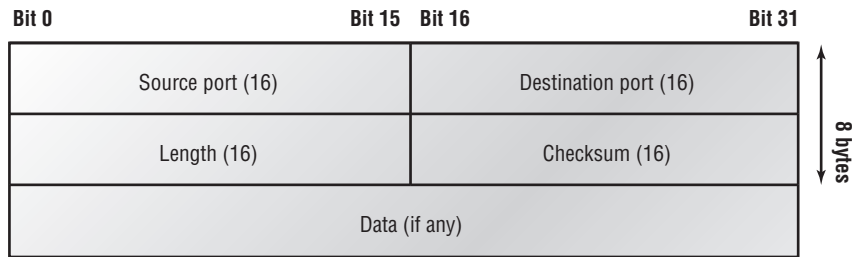 Bit 0 Bit 15 Bit 16 Bit 31
Source port (16) Destination port (16)
Length (16) Checksum (16)
8 bytes
Data (if any)